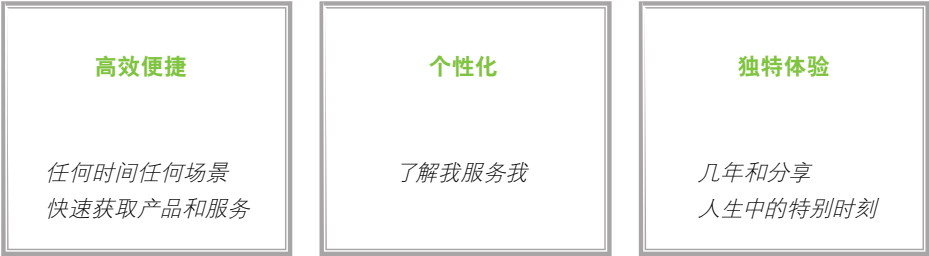 高效便捷
任何时间任何场景
快速获取产品和服务
个性化
了解我服务我
独特体验
几年和分享
人生中的特别时刻